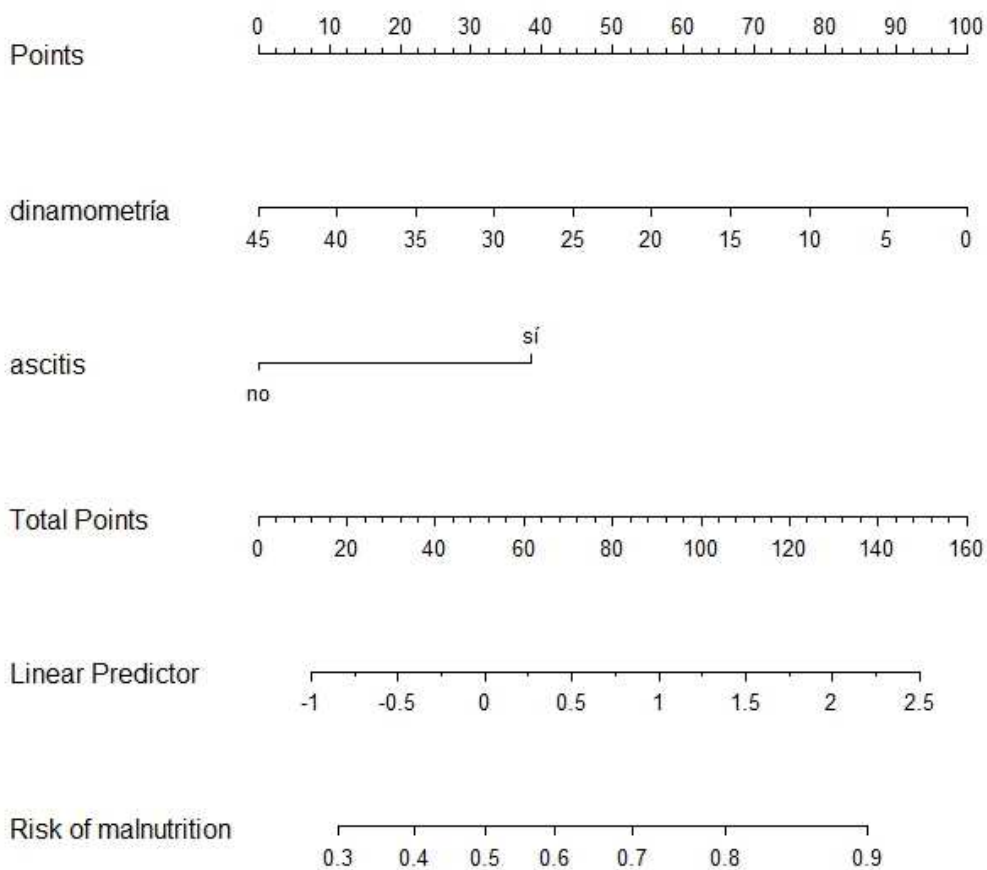 0 10 20 30 40 50 60 70 80 90 100
Points
dinamometría
45 40 35 30 25 20 15 10 5 0
sí
ascitis
no
Total Points
0 20 40 60 80 100 120 140 160
Linear Predictor
-1 -0.5 0 0.5 1 1.5 2 2.5
Risk of malnutrition
0.3 0.4 0.5 0.6 0.7 0.8 0.9